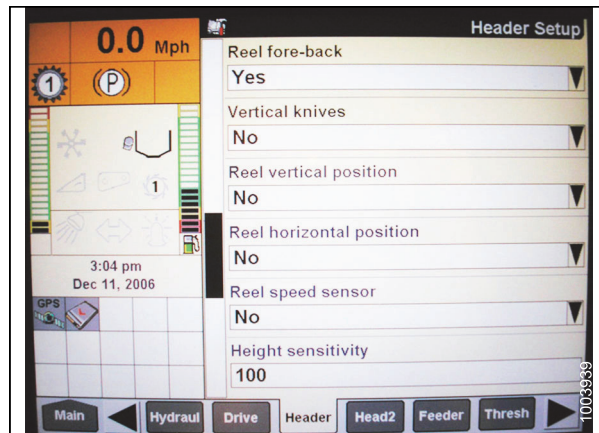 0.0 Mph
Header Setup
1
(P)
1
3:04 pm
Dec 11, 2006
GPS
Reel fore-back
Yes
Vertical knives
No
Reel vertical position
No
Reel horizontal position
No
Reel speed sensor
No
Height sensitivity
100
Main
Hydraul
Drive
Header
Head2
Feeder
Thresh
1003939